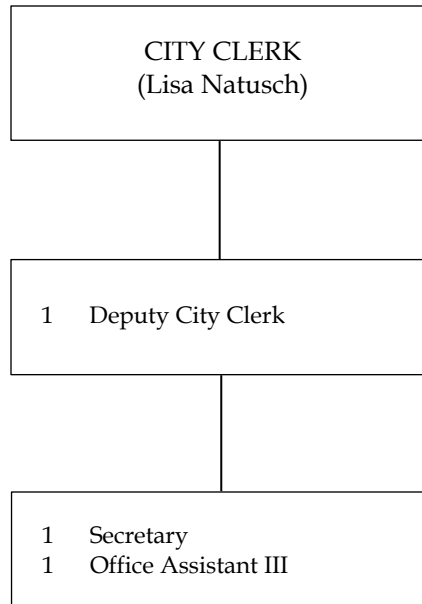 CITY CLERK
(Lisa Natusch)
1 Deputy City Clerk
1 Secretary
1 Office Assistant III